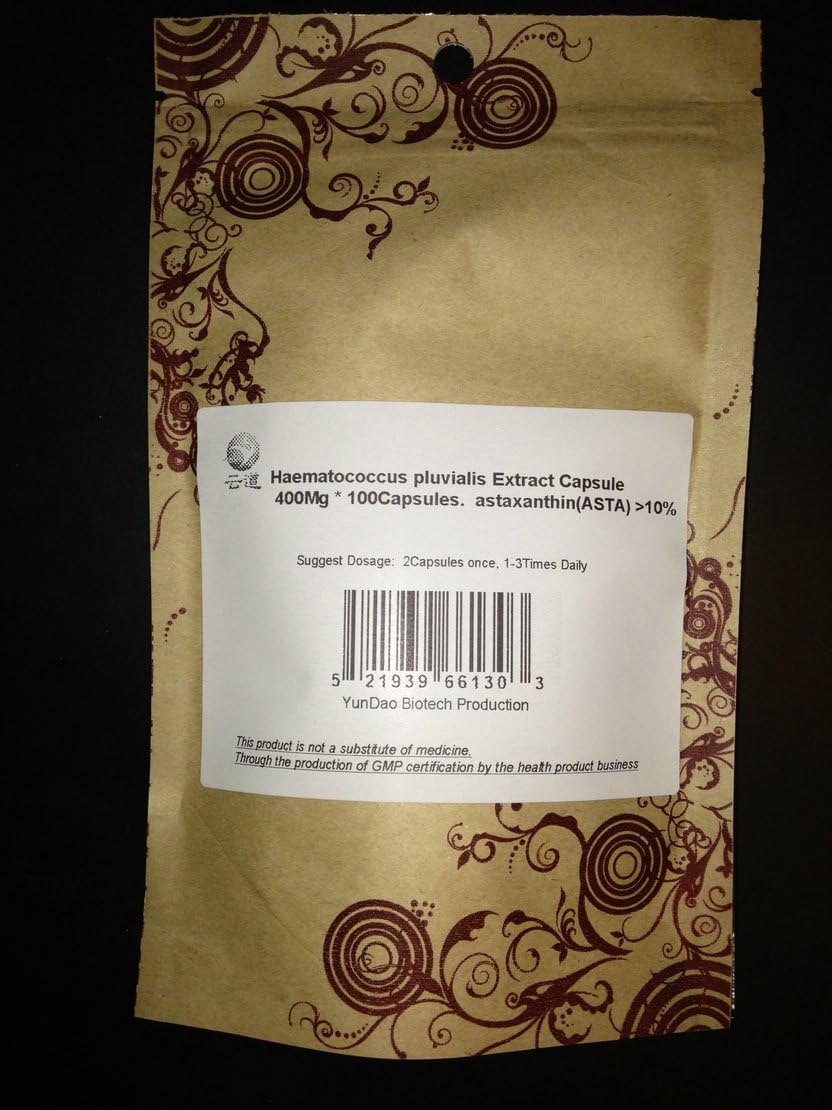 云道
Haematococcus pluvialis Extract Capsule
400Mg * 100Capsules. astaxanthin(ASTA) >10%
Suggest Dosage: 2Capsules once, 1-3Times Daily
5 21939 66130 3
YunDao Biotech Production
This product is not a substitute of medicine.
Through the production of GMP certification by the health product business